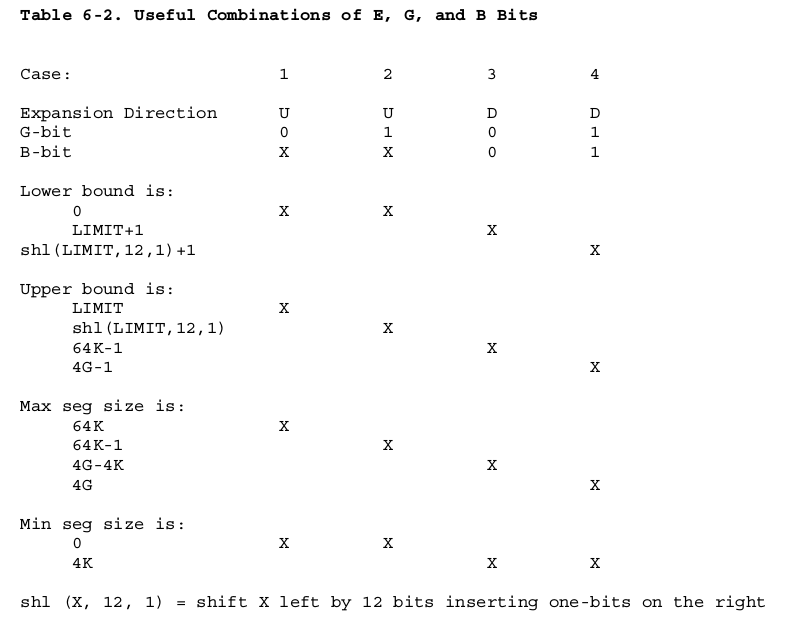 Table 6-2. Useful Combinations of E, G, and B Bits
Case: 1 2 3 4
Expansion Direction U U D D
G-bit 0 1 0 1
B-bit X X 0 1
Lower bound is:
0 X X
LIMIT+1 X
shl(LIMIT,12,1)+1 X
Upper bound is:
LIMIT X
shl(LIMIT,12,1) X
64K-1 X
4G-1 X
Max seg size is:
64K X
64K-1 X
4G-4K X
4G X
Min seg size is:
0 X X
4K X X
shl (X, 12, 1) = shift X left by 12 bits inserting one-bits on the right